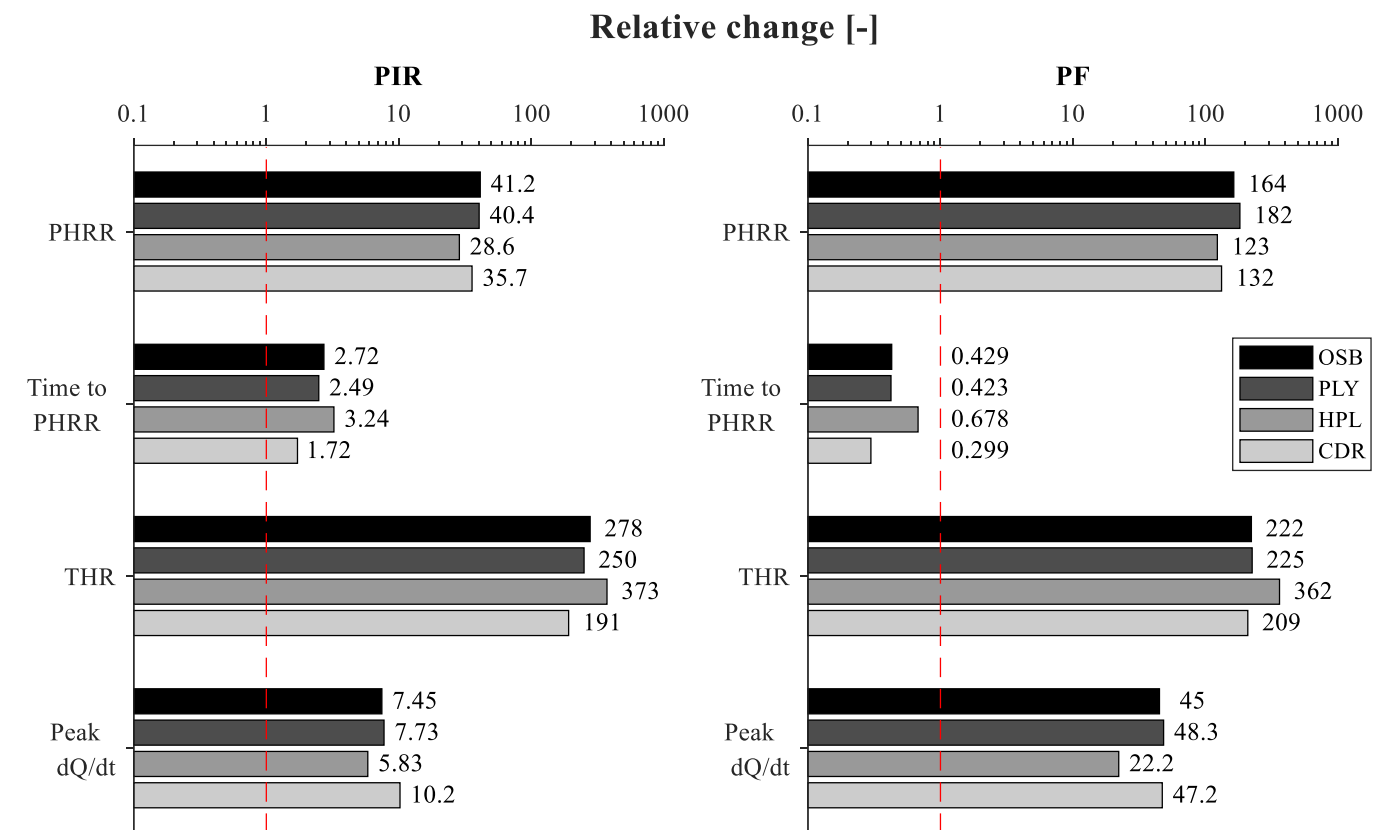 Relative change [-]
PIR
0.1 1 10 100 1000
PHRR
41.2
40.4
28.6
35.7
Time to
PHRR
2.72
2.49
3.24
1.72
THR
278
250
373
191
Peak
dQ/dt
7.45
7.73
5.83
10.2
PF
0.1 1 10 100 1000
PHRR
164
182
123
132
Time to
PHRR
0.429
0.423
0.678
0.299
THR
222
225
362
209
Peak
dQ/dt
45
48.3
22.2
47.2
OSB
PLY
HPL
CDR